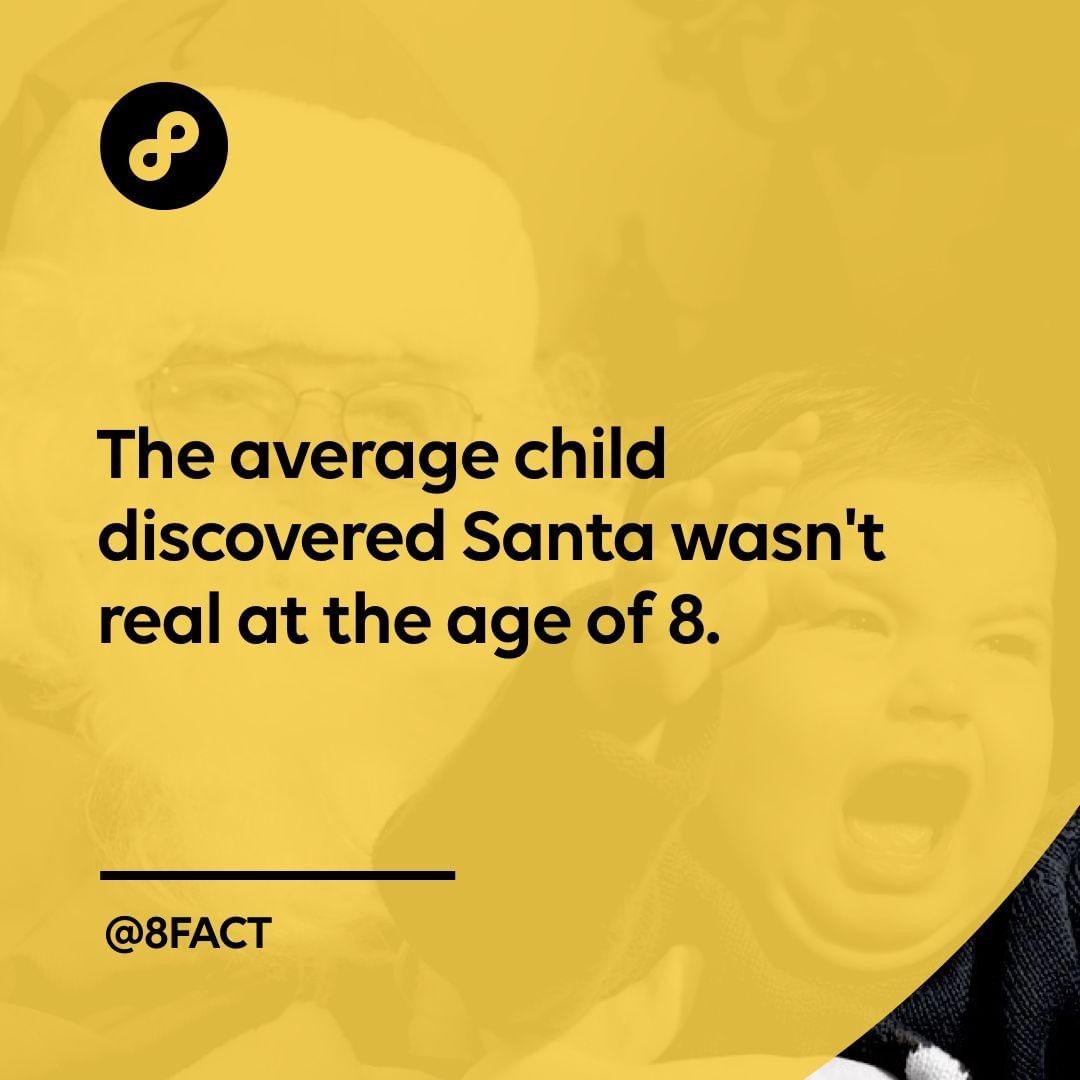 The average child
discovered Santa wasn't
real at the age of 8.
@8FACT